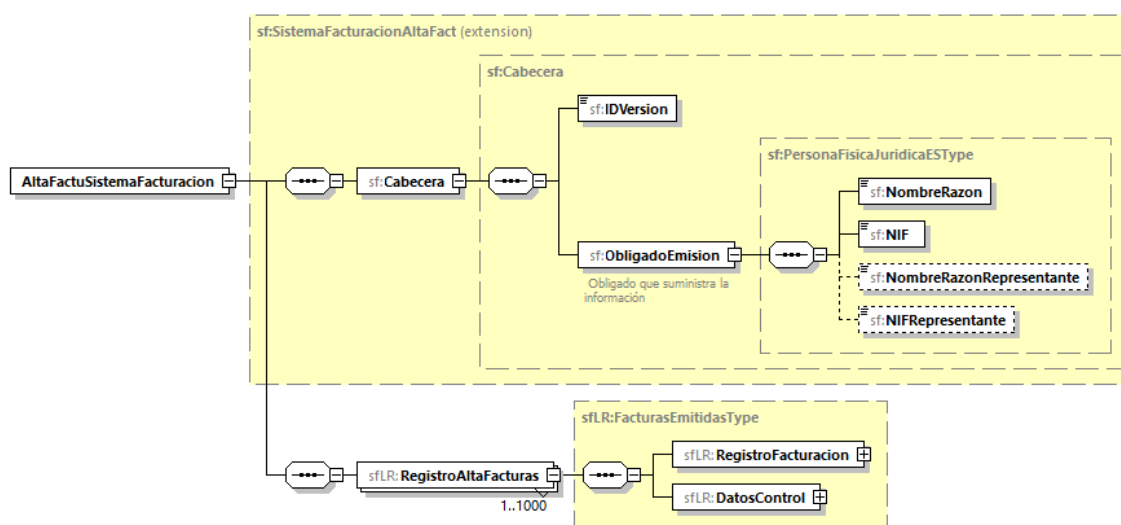 sf:SistemaFacturacionAltaFact (extension)
sf:Cabecera
sf:IDVersion
sf:PersonaFisicaJuridicaESType
sf:NombreRazon
AltaFactuSistemaFacturacion
sf:Cabecera
sf:NIF
sf:ObligadoEmision
Obligado que suministra la
información
sf:NombreRazonRepresentante
sf:NIFRepresentante
sfLR:FacturasEmitidasType
sfLR:RegistroFacturacion
sfLR:RegistroAltaFacturas
1..1000
sfLR:DatosControl